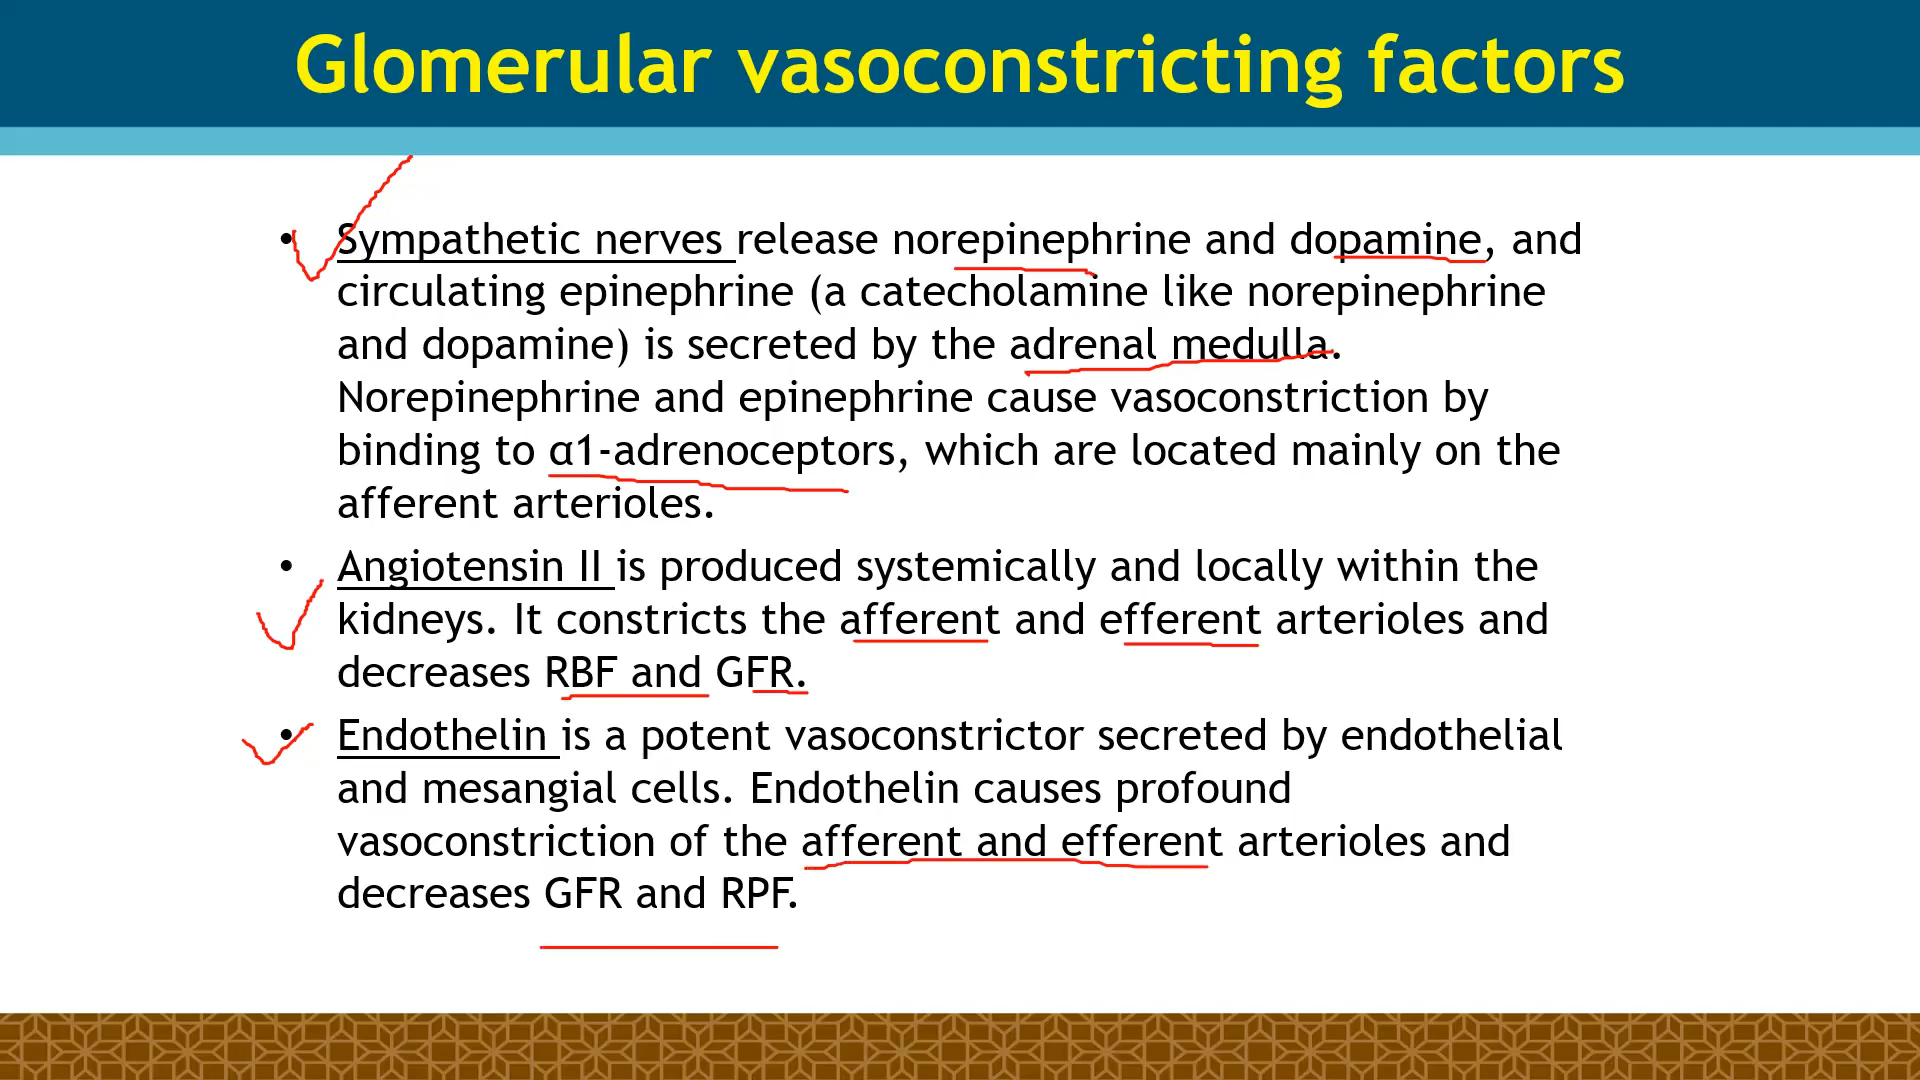 Glomerular vasoconstricting factors
• Sympathetic nerves release norepinephrine and dopamine, and
circulating epinephrine (a catecholamine like norepinephrine
and dopamine) is secreted by the adrenal medulla.
Norepinephrine and epinephrine cause vasoconstriction by
binding to α1-adrenoceptors, which are located mainly on the
afferent arterioles.
• Angiotensin II is produced systemically and locally within the
kidneys. It constricts the afferent and efferent arterioles and
decreases RBF and GFR.
• Endothelin is a potent vasoconstrictor secreted by endothelial
and mesangial cells. Endothelin causes profound
vasoconstriction of the afferent and efferent arterioles and
decreases GFR and RPF.